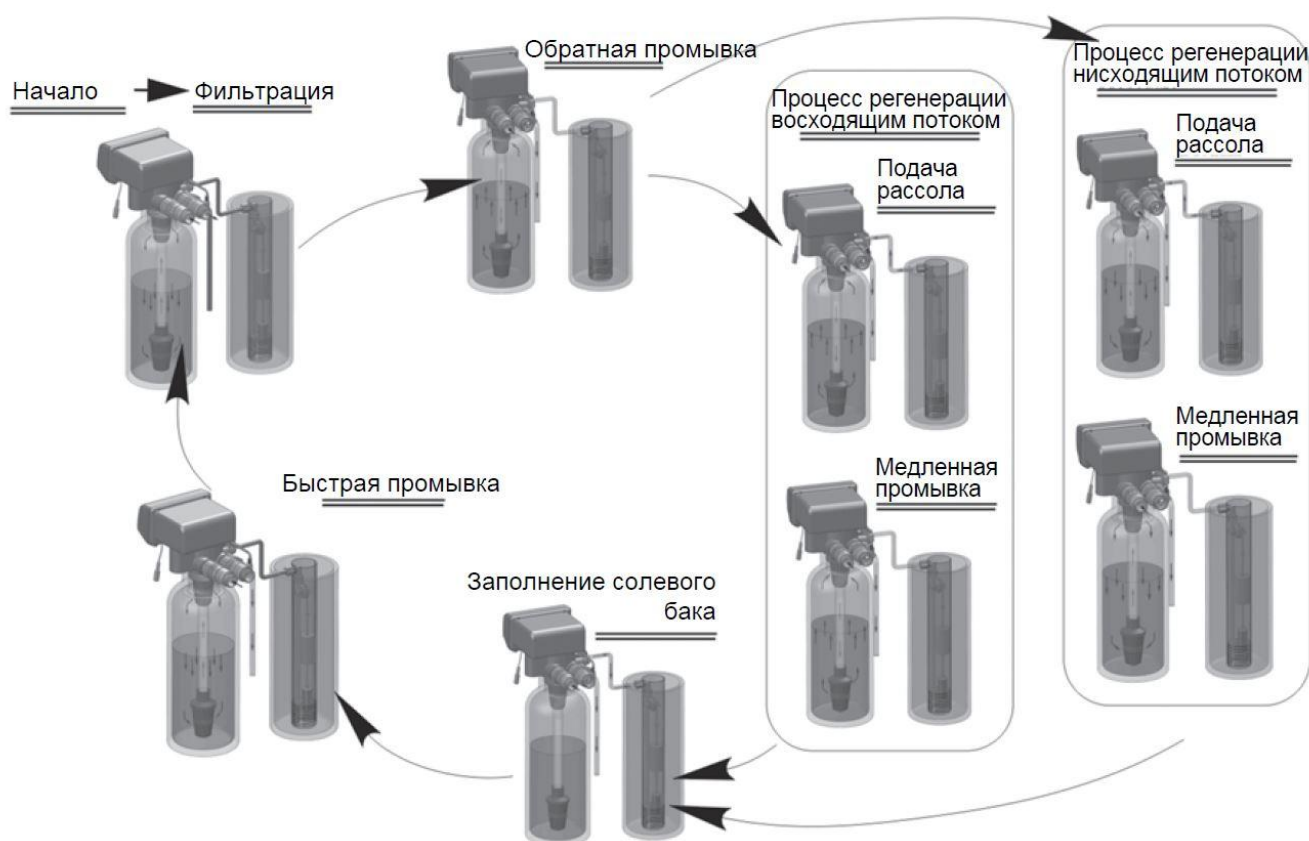 Начало
Фильтрация
Обратная промывка
Процесс регенерации
восходящим потоком
Подача
рассола
Медленная
промывка
Процесс регенерации
нисходящим потоком
Подача
рассола
Медленная
промывка
Заполнение солевого
бака
Быстрая промывка